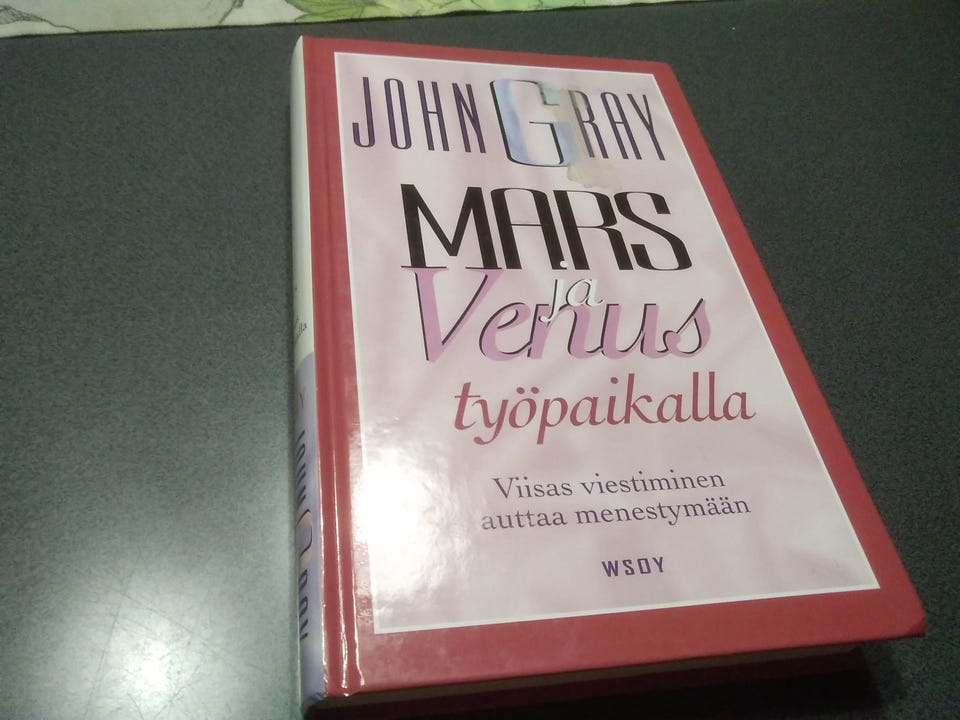 JOHN GRAY
MARS
ja
Venus
työpaikalla
Viisas viestiminen
auttaa menestymään
WSOY